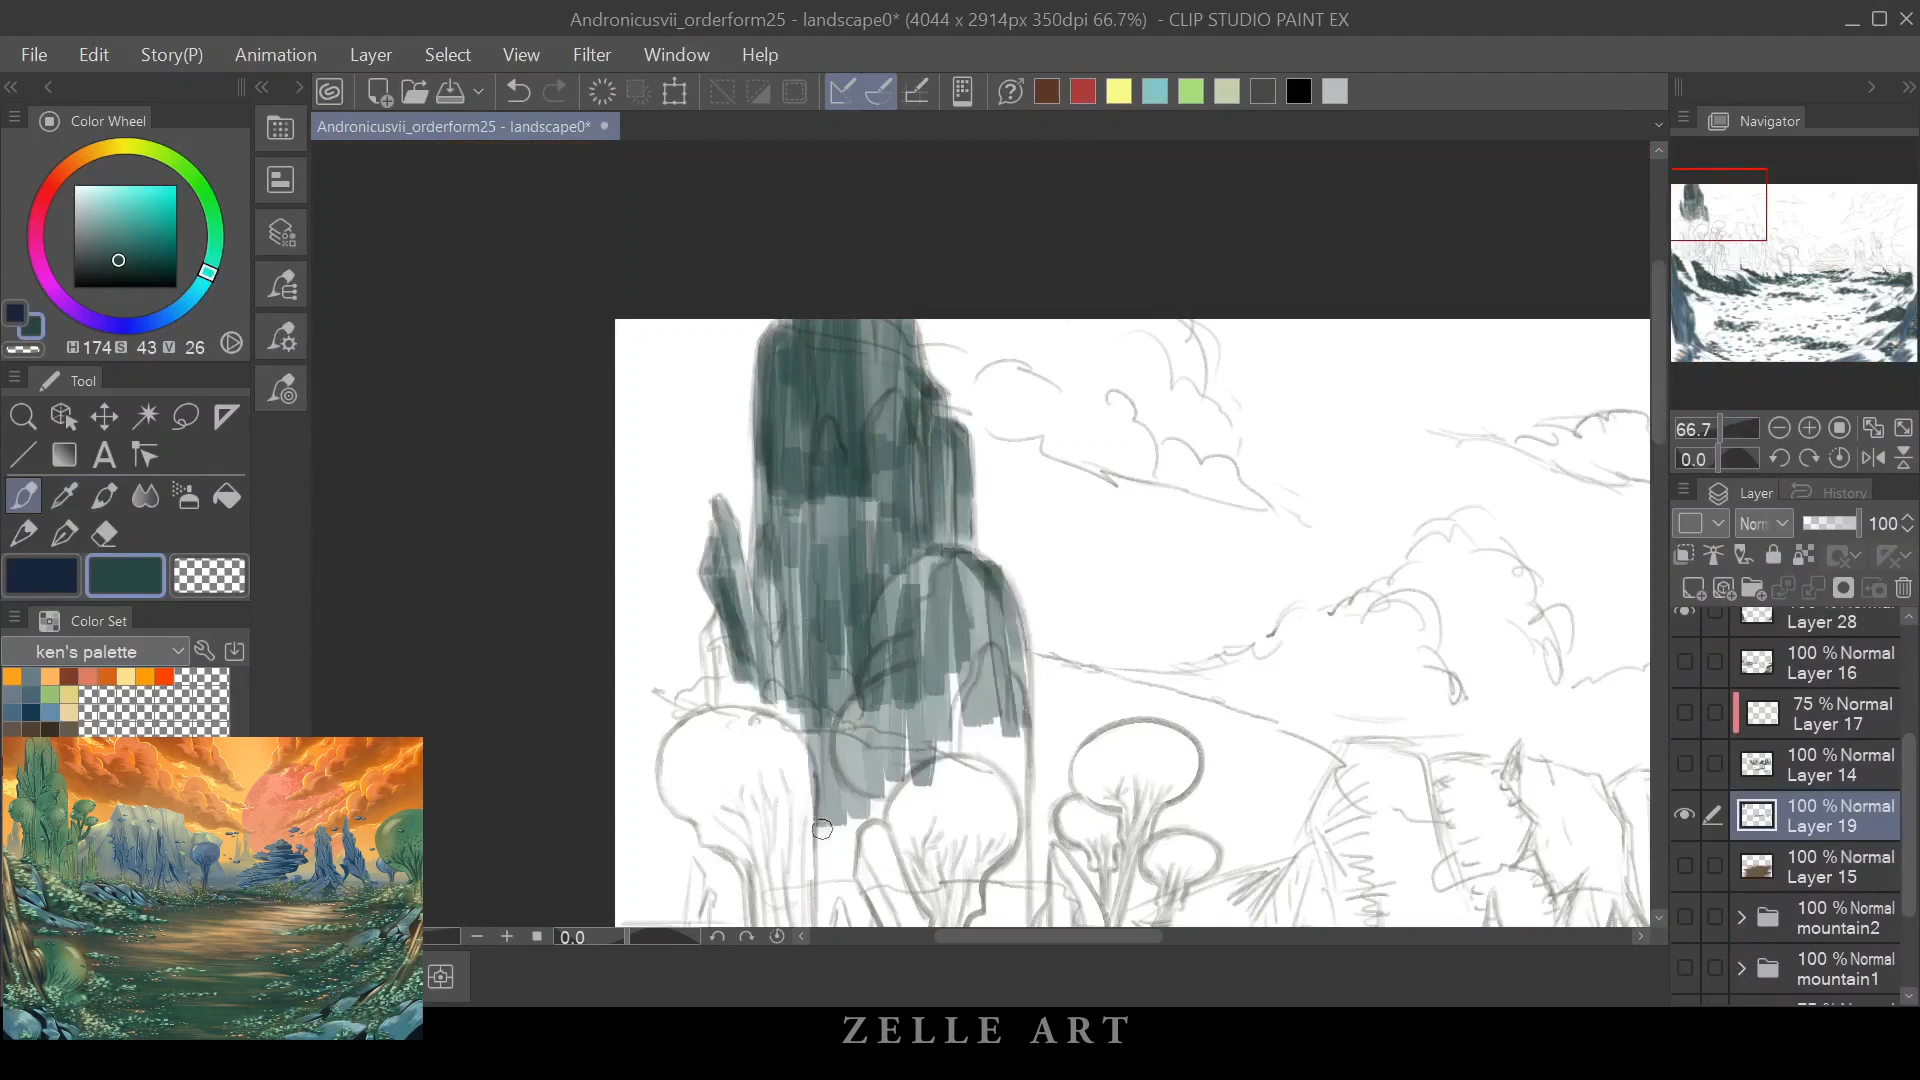 Andronicusvii_orderform25 - landscape0* (4044 x 2914px 350dpi 66.7%)  - CLIP STUDIO PAINT EX
File Edit Story(P) Animation Layer Select View Filter Window Help
Andronicusvii_orderform25 - landscape0*
Color Wheel
H 174 S 43 V 26
Tool
Color Set
ken's palette
Navigator
66.7
0.0
Layer History
Norm 100
Layer 28
100 % Normal
Layer 16
75 % Normal
Layer 17
100 % Normal
Layer 14
100 % Normal
Layer 19
100 % Normal
Layer 15
100 % Normal
mountain2
100 % Normal
mountain1
0.0
ZELLE ART